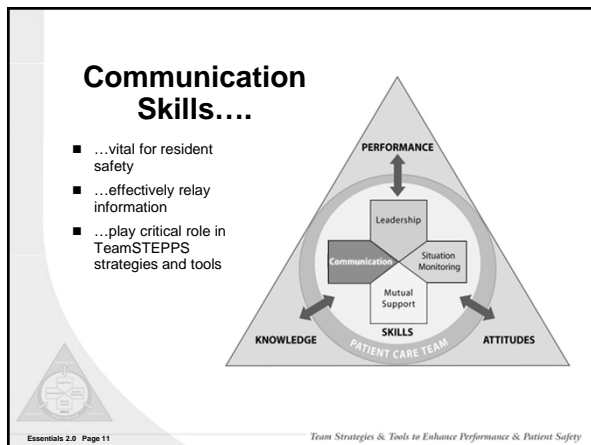 Communication
Skills....
■ …vital for resident
safety
■ …effectively relay
information
■ …play critical role in
TeamSTEPPS
strategies and tools
PERFORMANCE
Leadership
Communication
Situation
Monitoring
Mutual
Support
SKILLS
KNOWLEDGE
ATTITUDES
PATIENT CARE TEAM
Essentials 2.0 Page 11
Team Strategies & Tools to Enhance Performance & Patient Safety